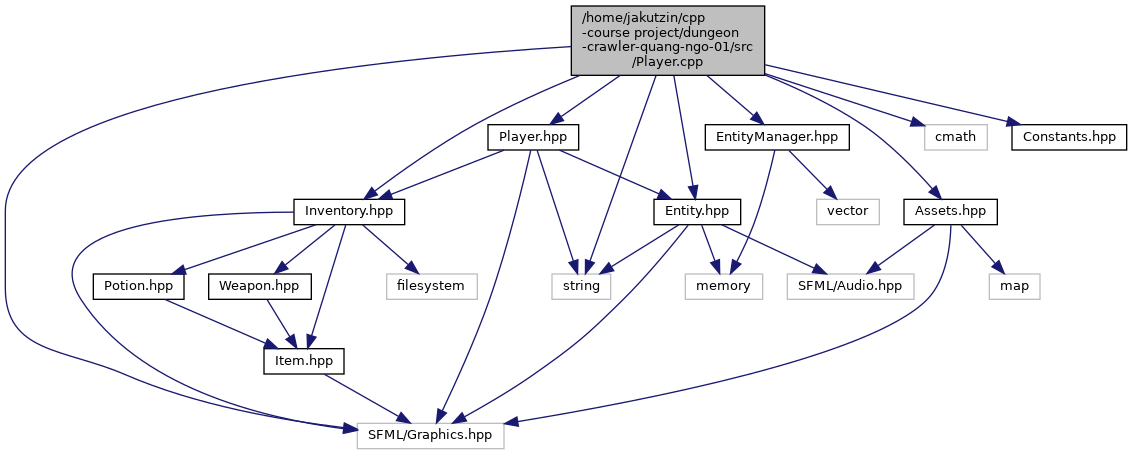 /home/jakutzin/cpp
-course project/dungeon
-crawler-quang-ngo-01/src
/Player.cpp
Player.hpp
EntityManager.hpp
cmath
Constants.hpp
Inventory.hpp
Entity.hpp
vector
Assets.hpp
Potion.hpp
Weapon.hpp
filesystem
string
memory
SFML/Audio.hpp
map
Item.hpp
SFML/Graphics.hpp